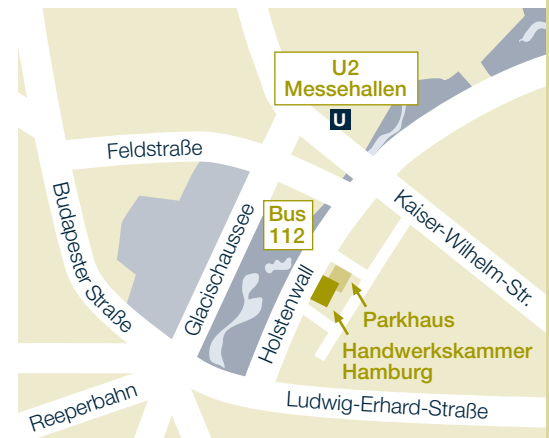 U2
Messehallen
U
Feldstraße
Budapester Straße
Glacischaussee
Bus
112
Kaiser-Wilhelm-Str.
Holstenwall
Parkhaus
Handwerkskammer
Hamburg
Ludwig-Erhard-Straße
Reeperbahn